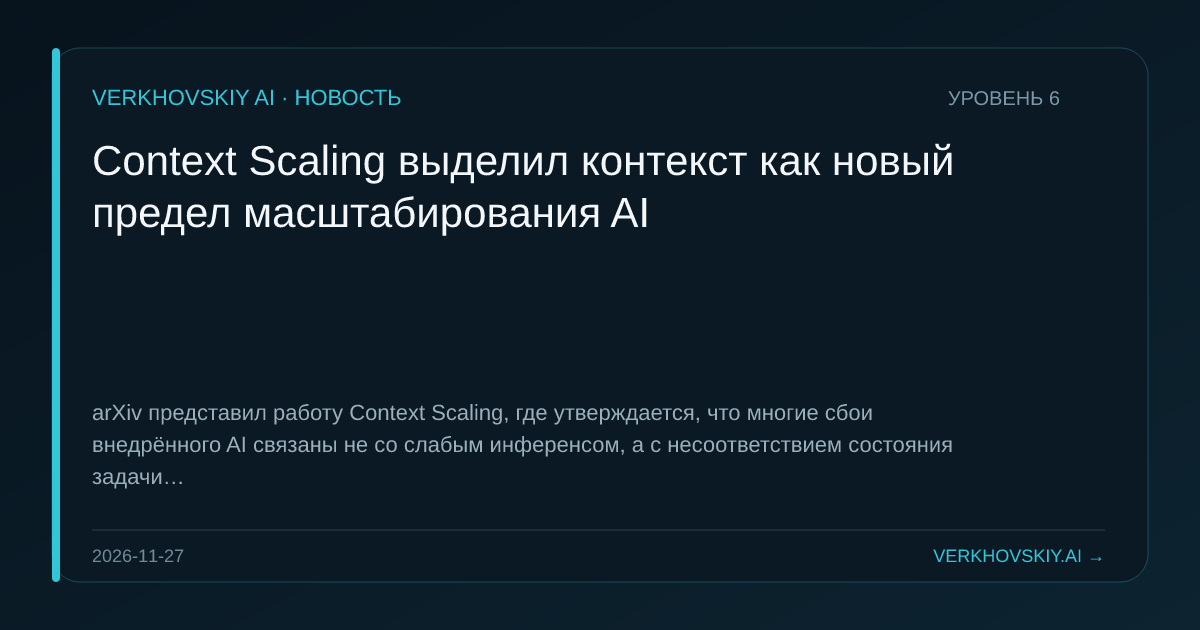 VERKHOVSKIY AI · НОВОСТЬ
УРОВЕНЬ 6
Context Scaling выделил контекст как новый
предел масштабирования AI
arXiv представил работу Context Scaling, где утверждается, что многие сбои
внедрённого AI связаны не со слабым инференсом, а с несоответствием состояния
задачи…
2026-11-27
VERKHOVSKIY.AI →